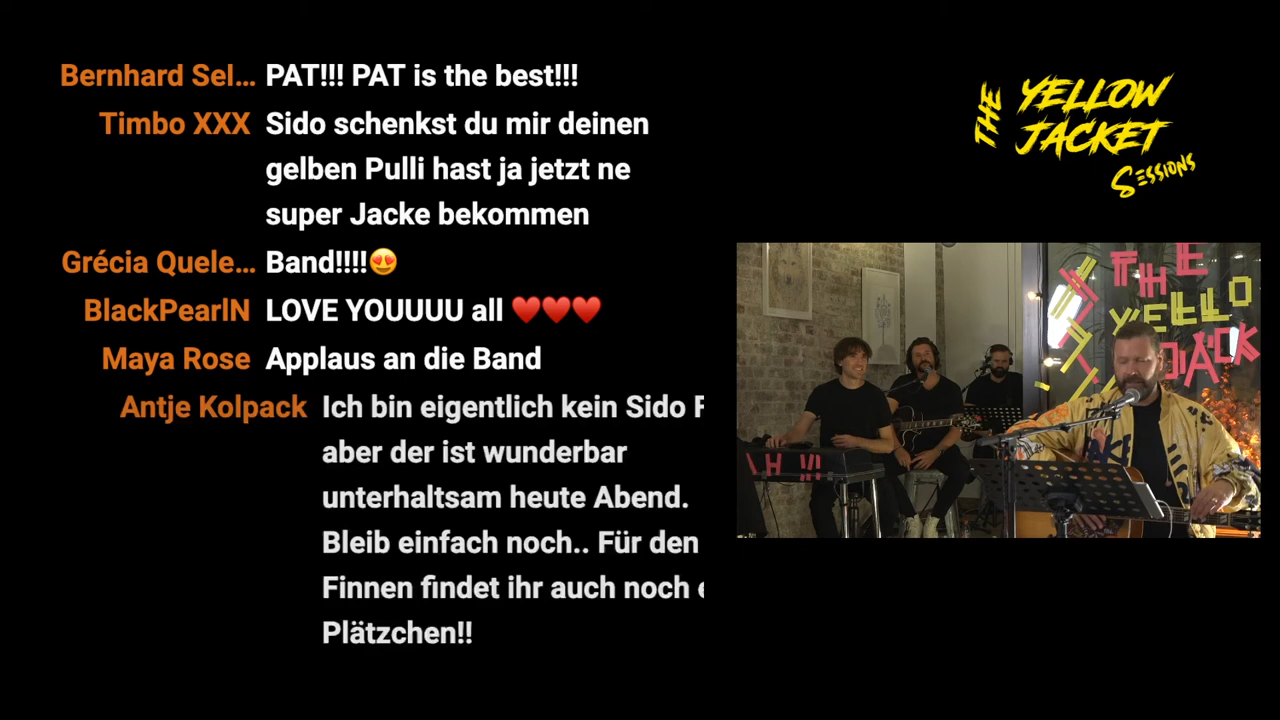 Bernhard Sel… PAT!!! PAT is the best!!!
Timbo XXX Sido schenkst du mir deinen
gelben Pulli hast ja jetzt ne
super Jacke bekommen
Grécia Quele… Band!!!!😍
BlackPearlN LOVE YOUUUU all ♥️♥️♥️
Maya Rose Applaus an die Band
Antje Kolpack Ich bin eigentlich kein Sido
aber der ist wunderbar
unterhaltsam heute Abend.
Bleib einfach noch.. Für den
Finnen findet ihr auch noch
Plätzchen!!
THE YELLOW
JACKET
SESSIONS
THE
YELLO
JACK